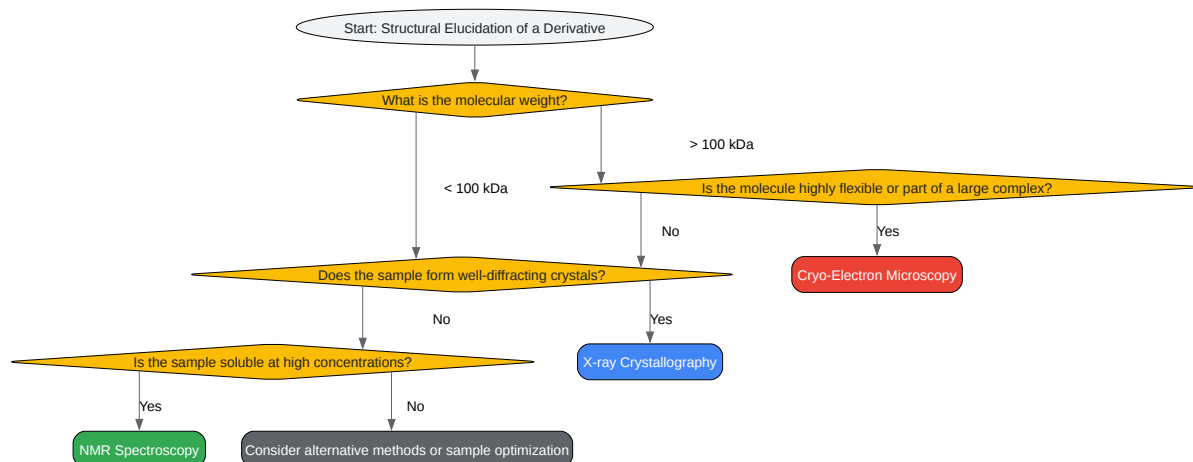 Start: Structural Elucidation of a Derivative
What is the molecular weight?
> 100 kDa
< 100 kDa
Is the molecule highly flexible or part of a large complex?
No
Yes
Does the sample form well-diffracting crystals?
Cryo-Electron Microscopy
No
Yes
Is the sample soluble at high concentrations?
X-ray Crystallography
Yes
No
NMR Spectroscopy
Consider alternative methods or sample optimization